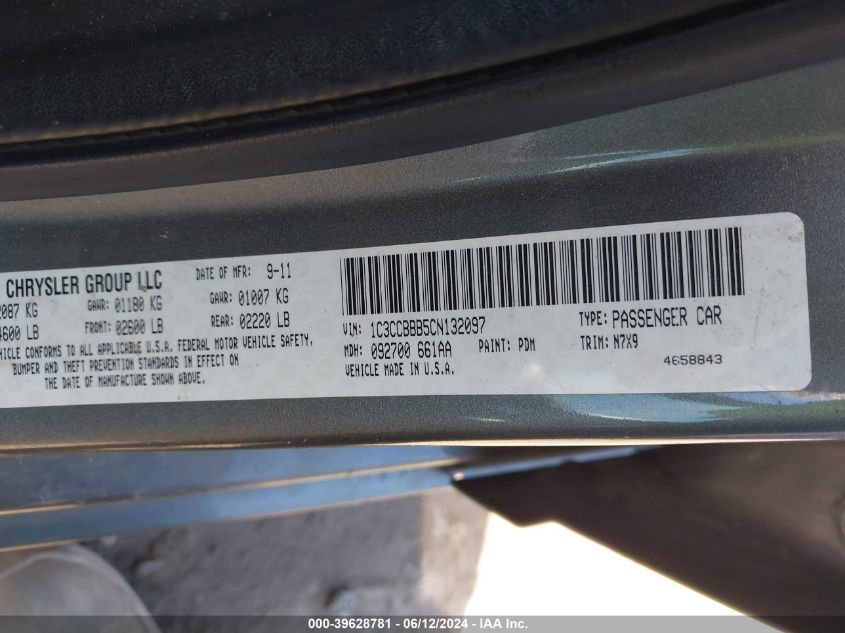 CHRYSLER GROUP LLC DATE OF MFR: 9-11
2087 KG GAWR: 01180 KG GAWR: 01007 KG
4600 LB FRONT: 02600 LB REAR: 02220 LB
VEHICLE CONFORMS TO ALL APPLICABLE U.S.A. FEDERAL MOTOR VEHICLE SAFETY,
BUMPER AND THEFT PREVENTION STANDARDS IN EFFECT ON
THE DATE OF MANUFACTURE SHOWN ABOVE.
VIN: 1C3CCBBB5CN132097 TYPE: PASSENGER CAR
MDH: 092700 661AA PAINT: PDM TRIM: N7X9
VEHICLE MADE IN U.S.A. 4658843
000-39628781 - 06/12/2024 - IAAI.com